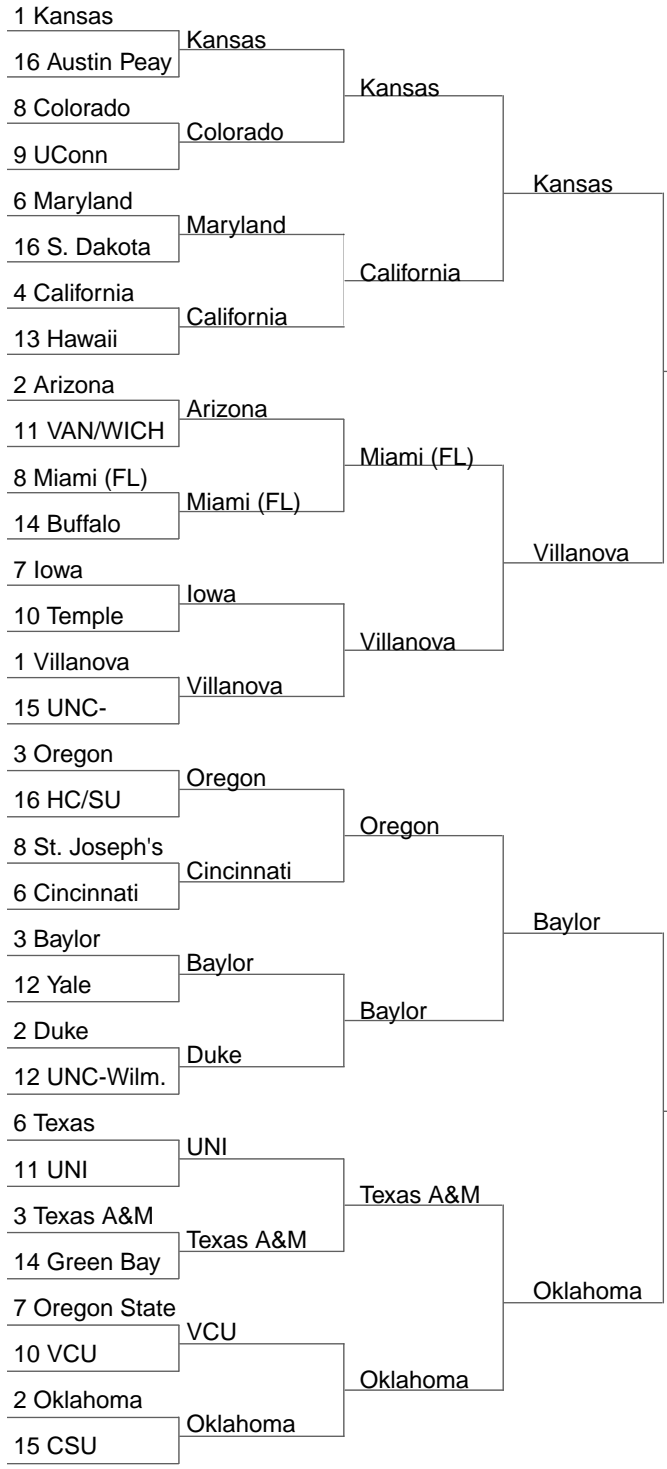 1 Kansas
16 Austin Peay
8 Colorado
9 UConn
6 Maryland
16 S. Dakota
4 California
13 Hawaii
2 Arizona
11 VAN/WICH
8 Miami (FL)
14 Buffalo
7 Iowa
10 Temple
1 Villanova
15 UNC-
3 Oregon
16 HC/SU
8 St. Joseph's
6 Cincinnati
3 Baylor
12 Yale
2 Duke
12 UNC-Wilm.
6 Texas
11 UNI
3 Texas A&M
14 Green Bay
7 Oregon State
10 VCU
2 Oklahoma
15 CSU
Kansas
Colorado
Maryland
California
Arizona
Miami (FL)
Iowa
Villanova
Oregon
Cincinnati
Baylor
Duke
UNI
Texas A&M
VCU
Oklahoma
Kansas
California
Miami (FL)
Villanova
Oregon
Baylor
Texas A&M
Oklahoma
Kansas
Villanova
Baylor
Oklahoma